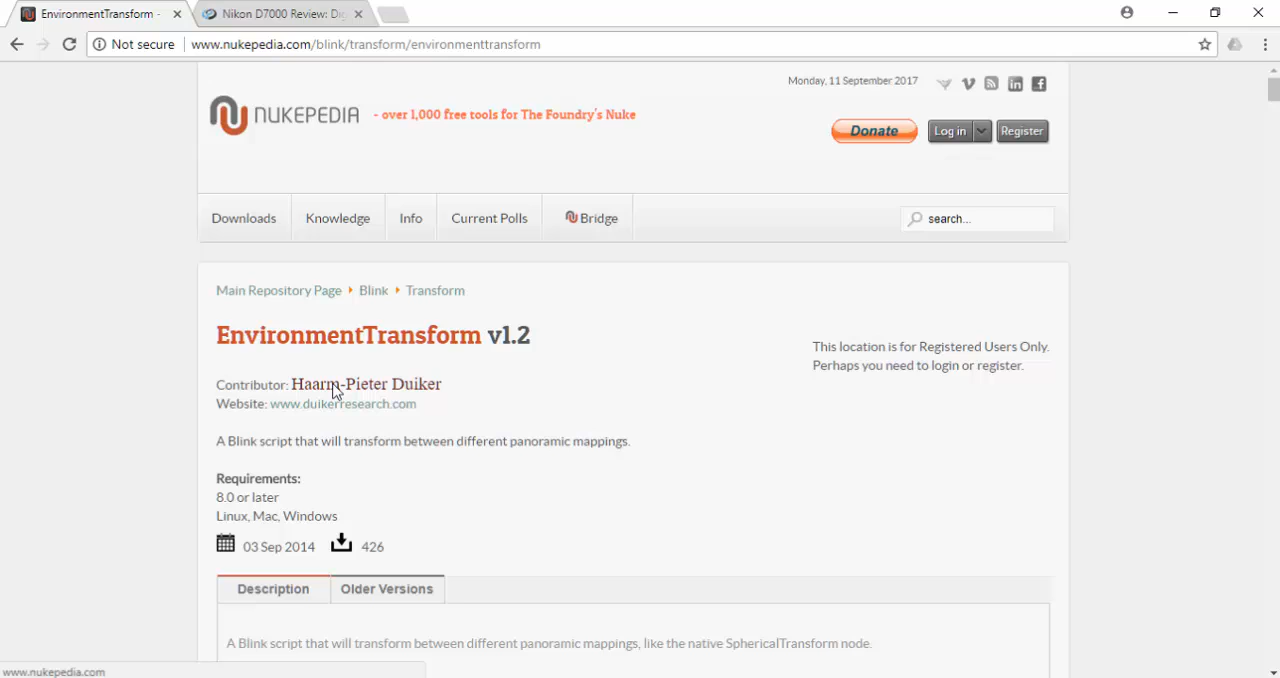 EnvironmentTransform -
Nikon D7000 Review: Di
Not secure
www.nukepedia.com/blink/transform/environmenttransform
Monday, 11 September 2017
NUKEPEDIA
- over 1,000 free tools for The Foundry's Nuke
Donate
Log in
Register
Downloads
Knowledge
Info
Current Polls
Bridge
search...
Main Repository Page
Blink
Transform
EnvironmentTransform v1.2
This location is for Registered Users Only.
Perhaps you need to login or register.
Contributor: Haarm-Pieter Duiker
Website: www.duikerresearch.com
A Blink script that will transform between different panoramic mappings.
Requirements:
8.0 or later
Linux, Mac, Windows
03 Sep 2014
426
Description
Older Versions
A Blink script that will transform between different panoramic mappings, like the native SphericalTransform node.
www.nukepedia.com